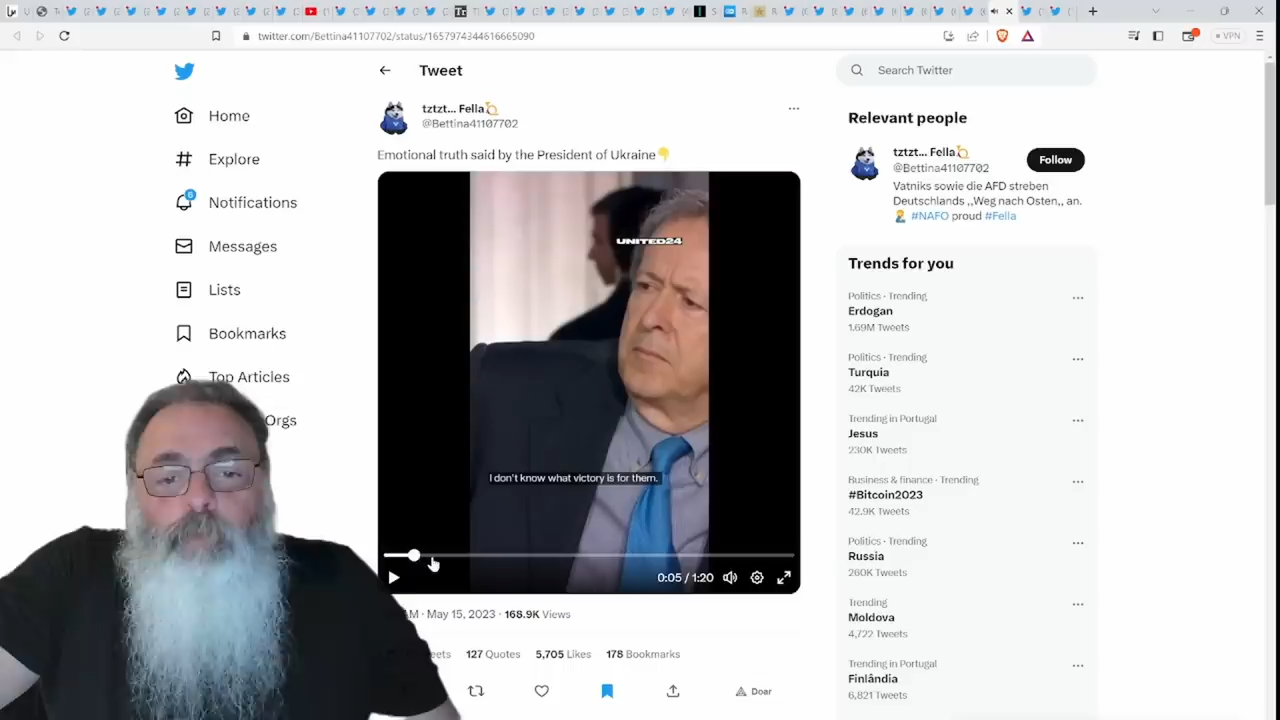 twitter.com/Bettina41107702/status/1657974344616665090
VPN
Tweet
Search Twitter
Home
Explore
6
Notifications
Messages
Lists
Bookmarks
Top Articles
Orgs
tztzt... Fella
@Bettina41107702
Emotional truth said by the President of Ukraine
UNITED24
I don't know what victory is for them.
0:05 / 1:20
AM · May 15, 2023 · 168.9K Views
127 Quotes 5,705 Likes 178 Bookmarks
Doar
Relevant people
tztzt... Fella
@Bettina41107702
Follow
Vatniks sowie die AFD streben
Deutschlands ,,Weg nach Osten,, an.
#NAFO proud #Fella
Trends for you
Politics · Trending
Erdogan
1.69M Tweets
Politics · Trending
Turquia
42K Tweets
Trending in Portugal
Jesus
230K Tweets
Business & finance · Trending
#Bitcoin2023
42.9K Tweets
Politics · Trending
Russia
260K Tweets
Trending
Moldova
4,722 Tweets
Trending in Portugal
Finlândia
6,821 Tweets